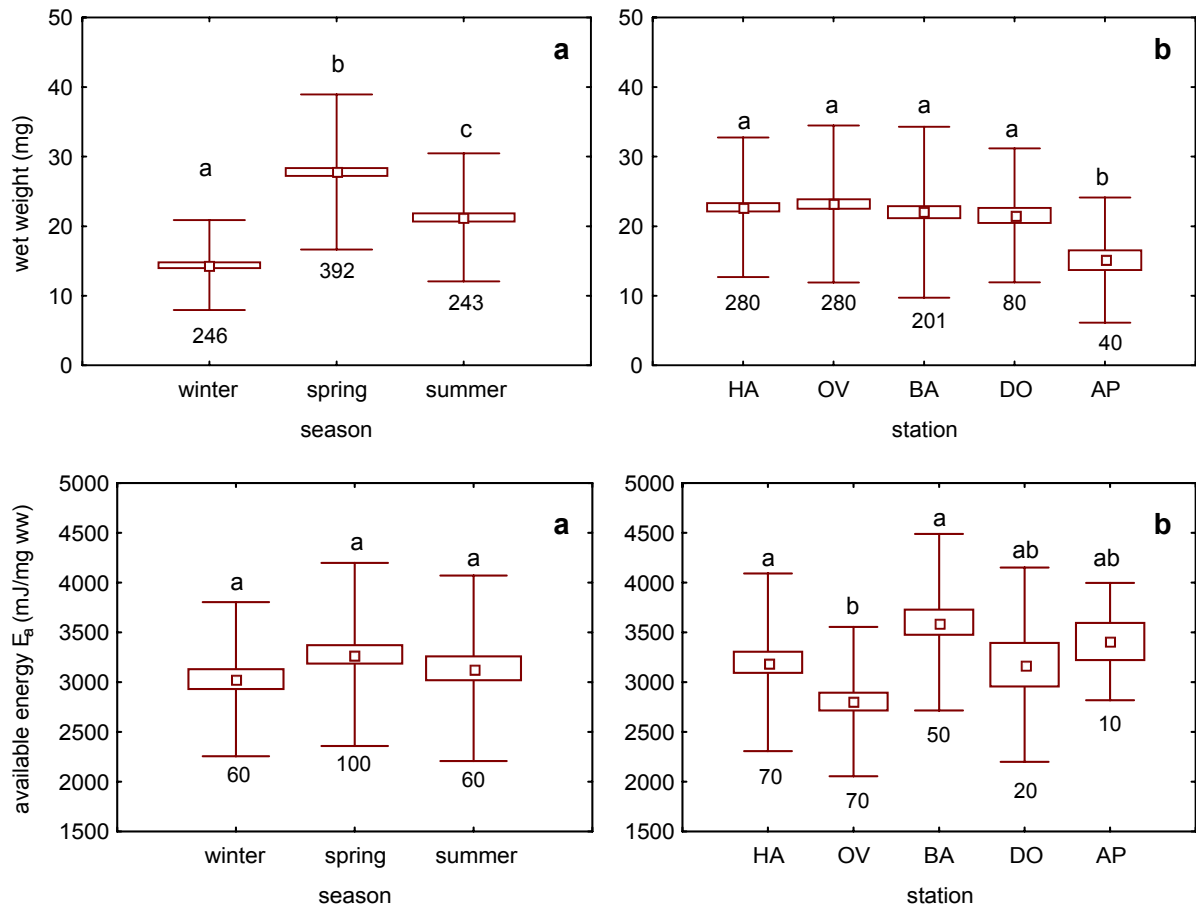 wet weight (mg)
50
40
30
20
10
0
a
a
b
c
246
392
243
winter
spring
summer
season
50
40
30
20
10
0
b
a
a
a
a
b
280
280
201
80
40
HA
OV
BA
DO
AP
station
available energy Ea (mJ/mg ww)
5000
4500
4000
3500
3000
2500
2000
1500
a
a
a
a
60
100
60
winter
spring
summer
season
5000
4500
4000
3500
3000
2500
2000
1500
b
a
b
a
ab
ab
70
70
50
20
10
HA
OV
BA
DO
AP
station